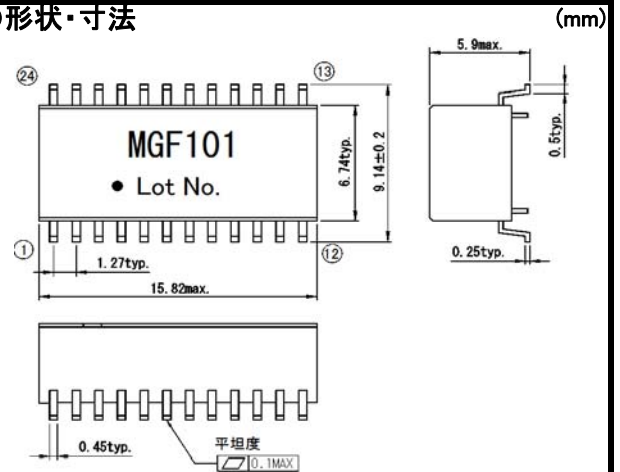 形状・寸法
(mm)
24
13
MGF101
● Lot No.
6.74typ.
9.14±0.2
1
12
1.27typ.
15.82max.
5.9max.
0.5typ.
0.25typ.
0.45typ.
平坦度
0.1MAX